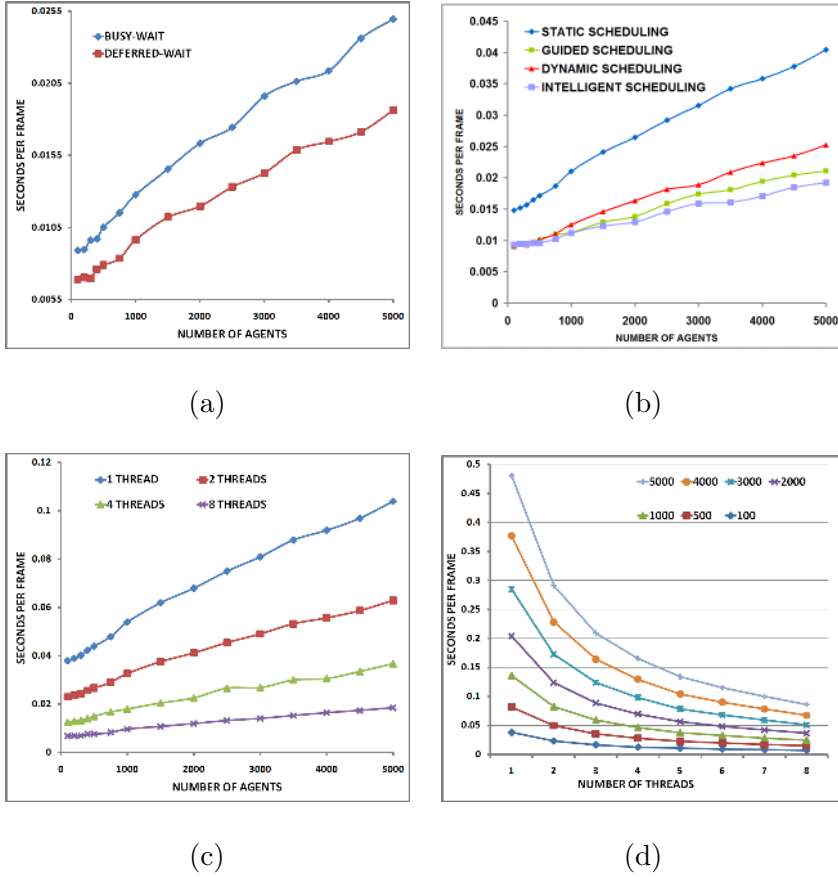 0.0255
BUSY-WAIT
DEFERRED-WAIT
0.0205
0.0155
0.0105
0.0055
SECONDS PER FRAME
0 1000 2000 3000 4000 5000
NUMBER OF AGENTS
(a)
0.045
STATIC SCHEDULING
0.04
GUIDED SCHEDULING
0.035
DYNAMIC SCHEDULING
INTELLIGENT SCHEDULING
0.03
0.025
0.02
0.015
0.01
0.005
0
SECONDS PER FRAME
1000 2000 3000 4000 5000
NUMBER OF AGENTS
(b)
0.12
1 THREAD 2 THREADS
4 THREADS 8 THREADS
0.1
0.08
0.06
0.04
0.02
0
SECONDS PER FRAME
0 1000 2000 3000 4000 5000
NUMBER OF AGENTS
(c)
0.5
5000 4000 3000 2000
0.45
1000 500 100
0.4
0.35
0.3
0.25
0.2
0.15
0.1
0.05
0
SECONDS PER FRAME
1 2 3 4 5 6 7 8
NUMBER OF THREADS
(d)